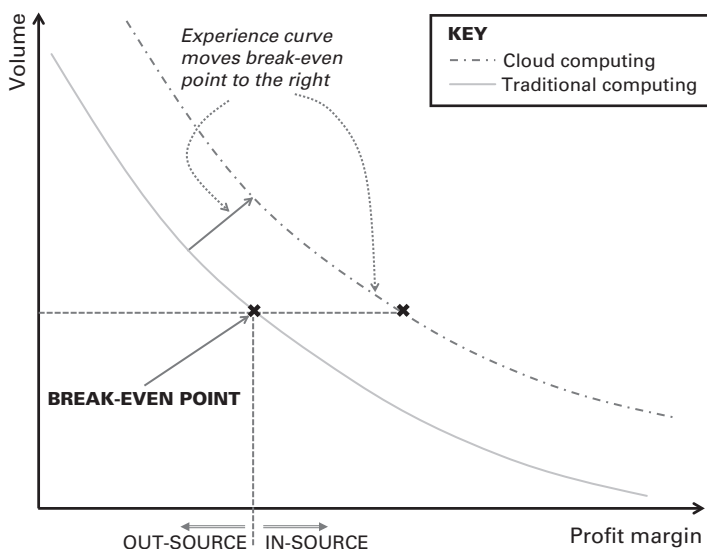 Volume
Experience curve
moves break-even
point to the right
KEY
Cloud computing
Traditional computing
BREAK-EVEN POINT
OUT-SOURCE
IN-SOURCE
Profit margin